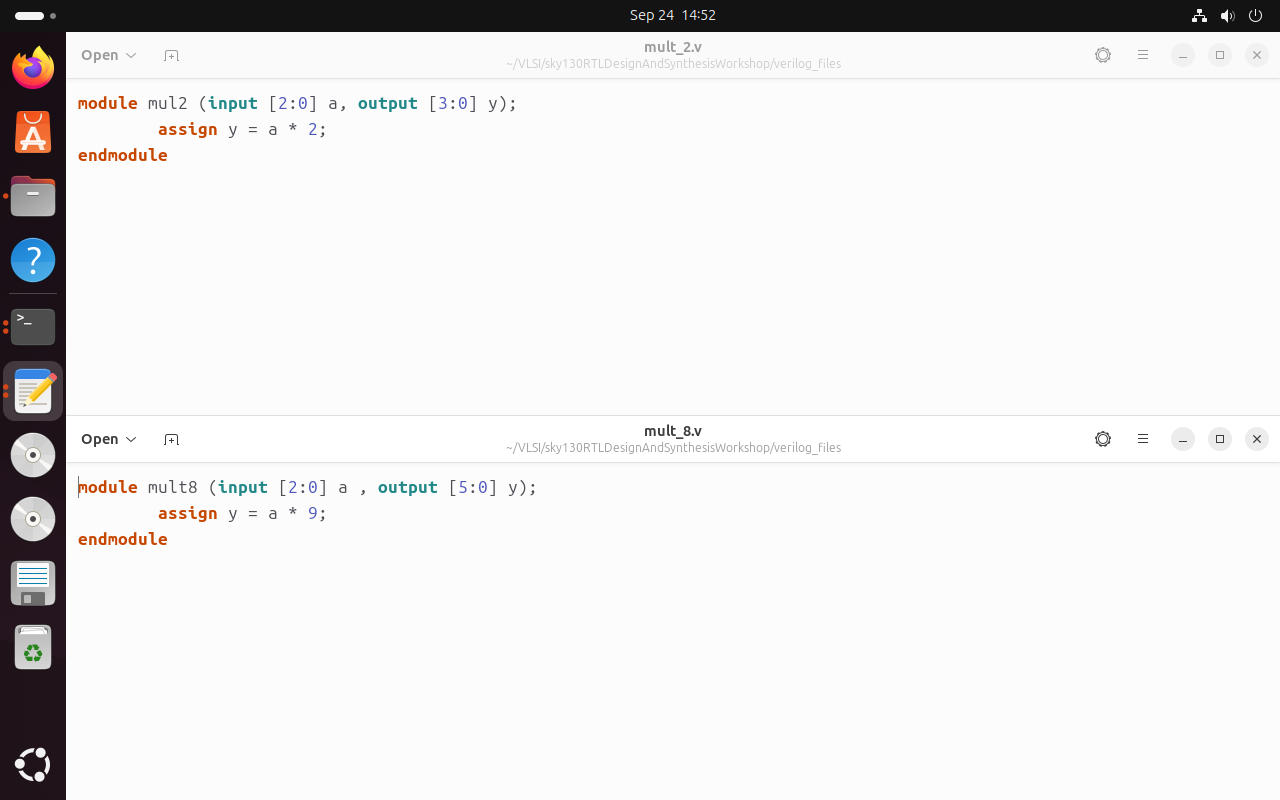 Sep 24 14:52
Open
mult_2.v
~/VLSI/sky130RTLDesignAndSynthesisWorkshop/verilog_files
module mul2 (input [2:0] a, output [3:0] y);
assign y = a * 2;
endmodule
Open
mult_8.v
~/VLSI/sky130RTLDesignAndSynthesisWorkshop/verilog_files
module mult8 (input [2:0] a , output [5:0] y);
assign y = a * 9;
endmodule